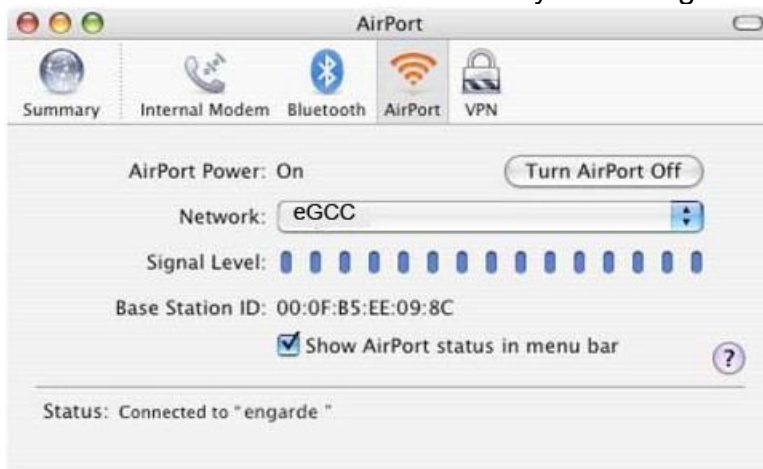 AirPort
Summary Internal Modem Bluetooth AirPort VPN
AirPort Power: On Turn AirPort Off
Network: eGCC
Signal Level:
Base Station ID: 00:0F:B5:EE:09:8C
Show AirPort status in menu bar ?
Status: Connected to "engarde "